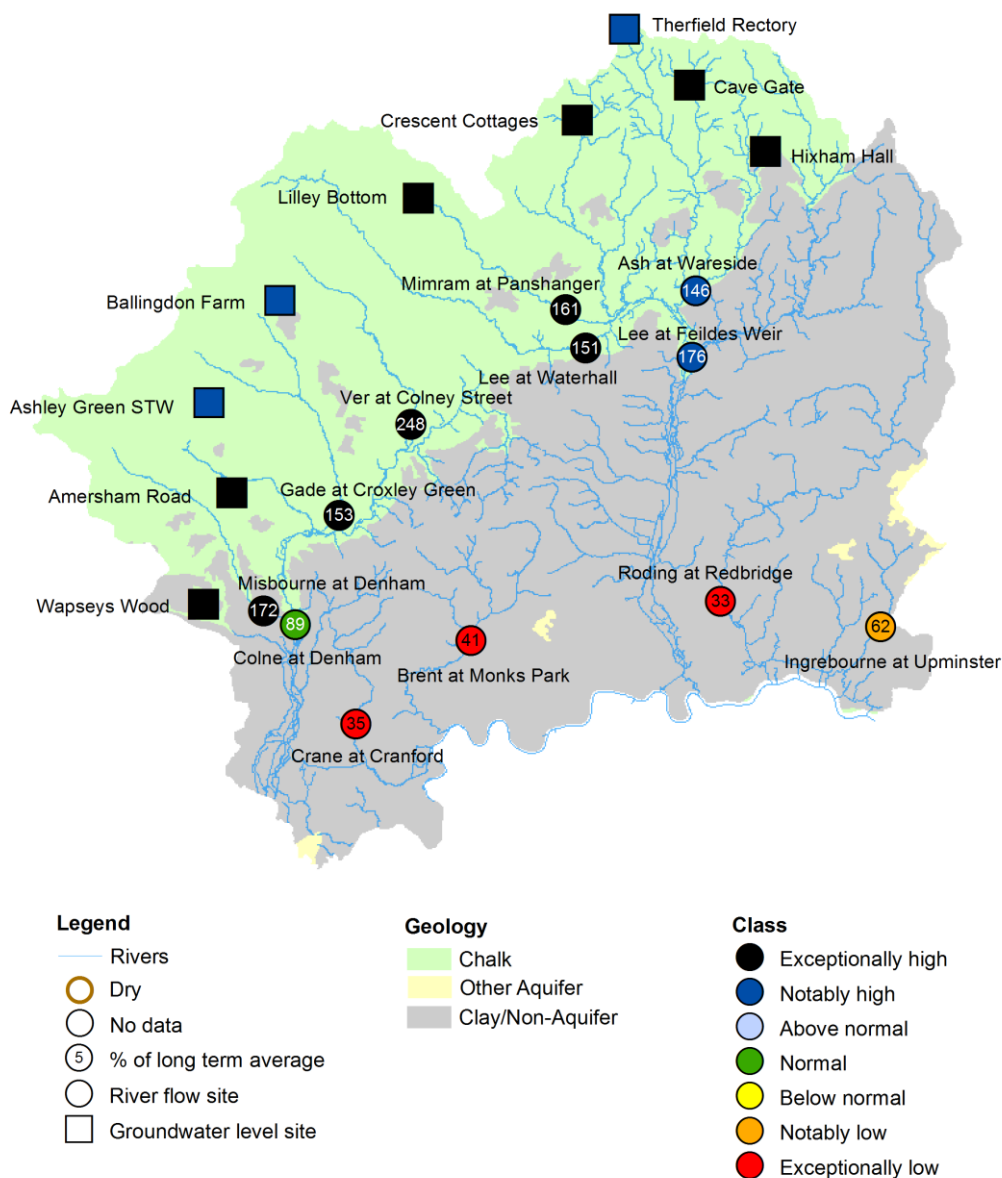 Therfield Rectory
Cave Gate
Crescent Cottages
Hixham Hall
Lilley Bottom
Ash at Wareside
Mimram at Panshanger
146
Ballingdon Farm
161
Lee at Feildes Weir
151
176
Lee at Waterhall
Ver at Colney Street
Ashley Green STW
248
Amersham Road
Gade at Croxley Green
153
Roding at Redbridge
Misbourne at Denham
33
Wapseys Wood
172
89
62
41
Colne at Denham
Brent at Monks Park
Ingrebourne at Upminster
35
Crane at Cranford
Legend
Rivers
Dry
No data
5
% of long term average
River flow site
Groundwater level site
Geology
Chalk
Other Aquifer
Clay/Non-Aquifer
Class
Exceptionally high
Notably high
Above normal
Normal
Below normal
Notably low
Exceptionally low